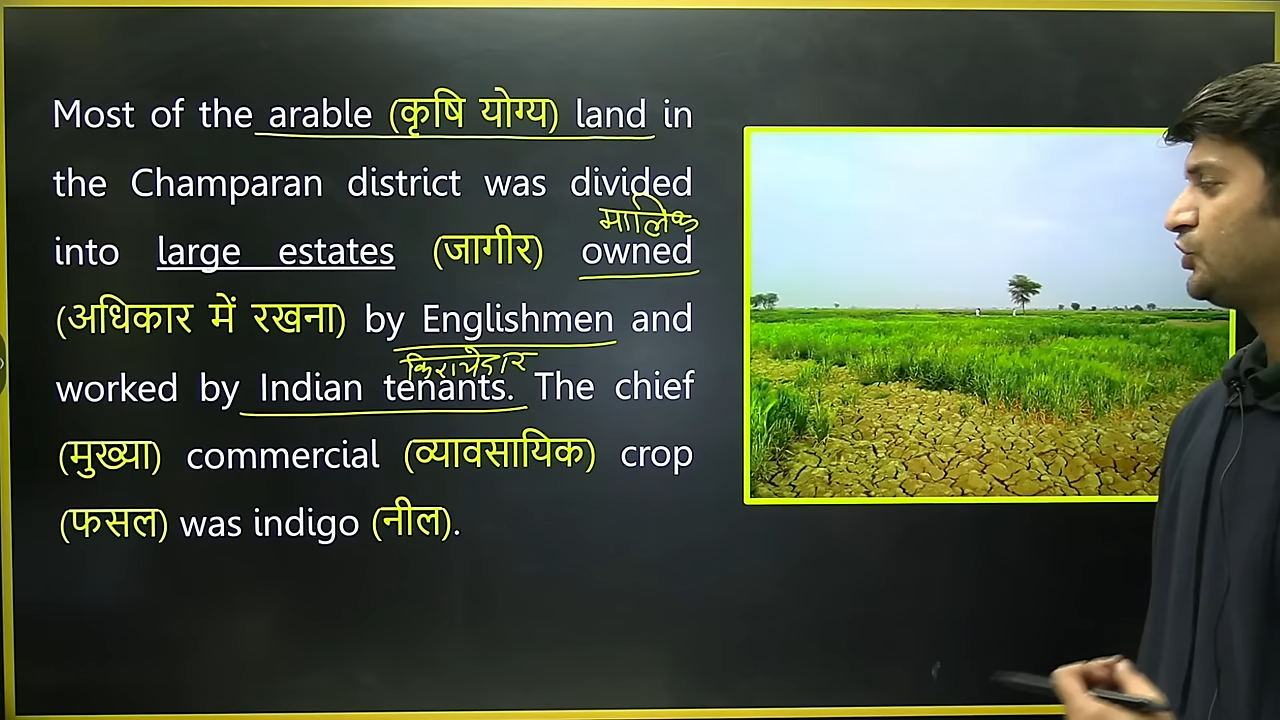 Most of the arable (कृषि योग्य) land in
the Champaran district was divided
मालिक
into large estates (जागीर) owned
(अधिकार में रखना) by Englishmen and
किरायेदार
worked by Indian tenants. The chief
(मुख्या) commercial (व्यावसायिक) crop
(फसल) was indigo (नील).